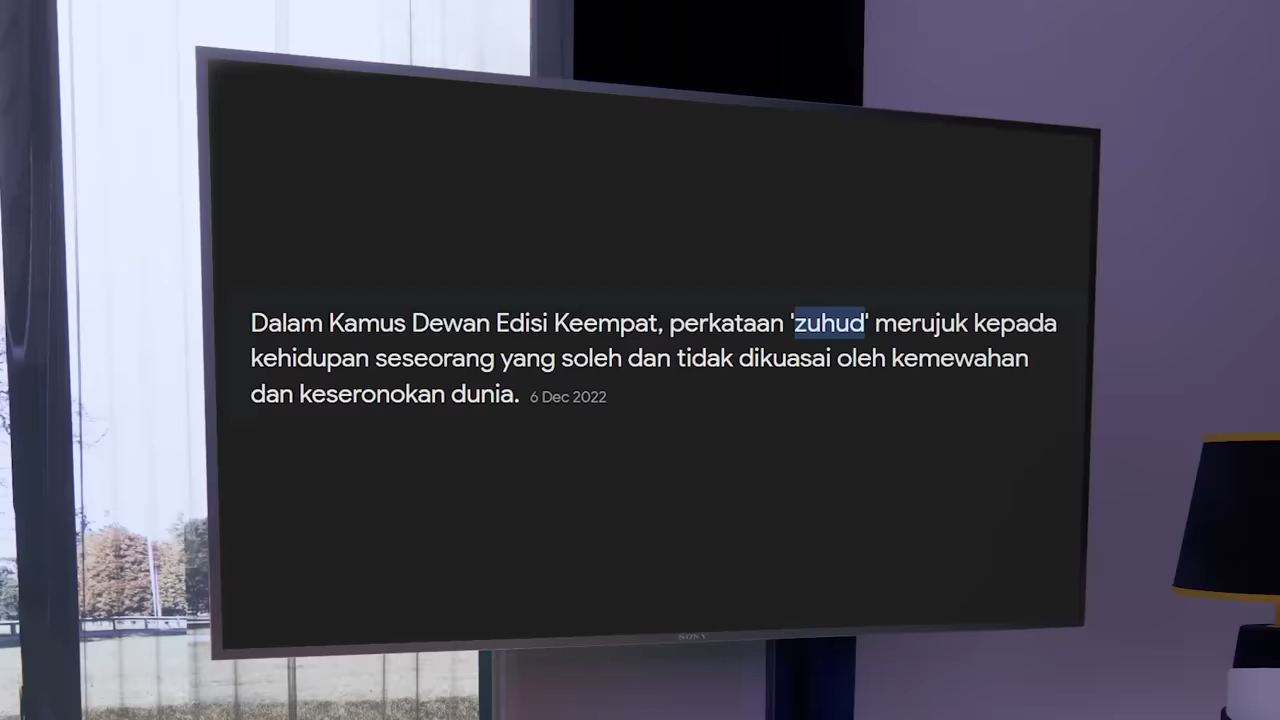 Dalam Kamus Dewan Edisi Keempat, perkataan 'zuhud' merujuk kepada
kehidupan seseorang yang soleh dan tidak dikuasai oleh kemewahan
dan keseronokan dunia. 6 Dec 2022
SONY